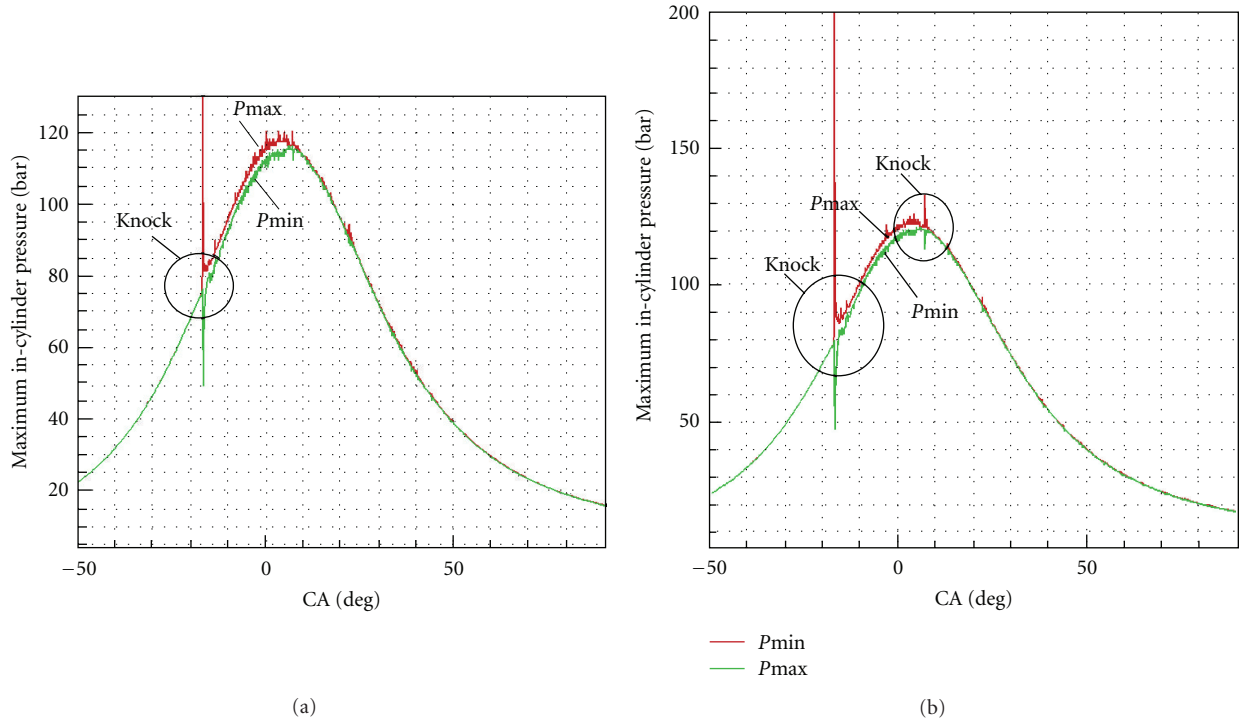 Maximum in-cylinder pressure (bar)
120
100
80
60
40
20
Pmax
Pmin
Knock
−50
0
50
CA (deg)
(a)
Maximum in-cylinder pressure (bar)
200
150
100
50
Knock
Pmax
Knock
Pmin
−50
0
50
CA (deg)
Pmin
Pmax
(b)